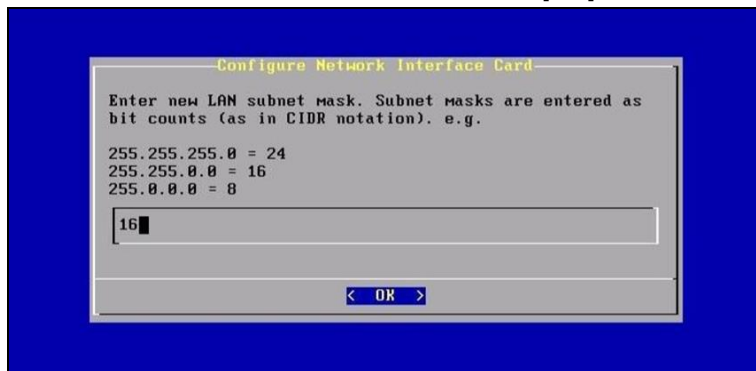 Configure Network Interface Card
Enter new LAN subnet mask. Subnet masks are entered as
bit counts (as in CIDR notation). e.g.
255.255.255.0 = 24
255.255.0.0 = 16
255.0.0.0 = 8
16
< OK >